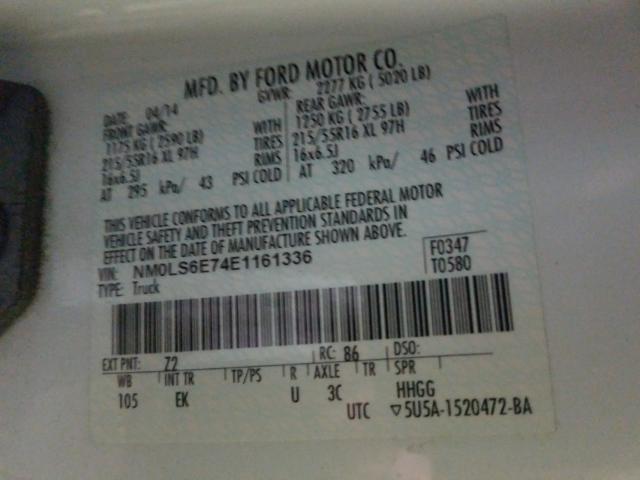 MFD. BY FORD MOTOR CO.
DATE: 04/14 GVWR: 2277 KG ( 5020 LB)
FRONT GAWR: REAR GAWR:
1175 KG ( 2590 LB) WITH 1250 KG ( 2755 LB) WITH
215/55R16 XL 97H TIRES 215/55R16 XL 97H TIRES
16x6.5J RIMS 16x6.5J RIMS
AT 295 kPa/ 43 PSI COLD AT 320 kPa/ 46 PSI COLD
THIS VEHICLE CONFORMS TO ALL APPLICABLE FEDERAL MOTOR
VEHICLE SAFETY AND THEFT PREVENTION STANDARDS IN
EFFECT ON THE DATE OF MANUFACTURE SHOWN ABOVE.
VIN: NM0LS6E74E1161336 F0347
TYPE: Truck T0580
EXT PNT: Z2 RC: 86 DSO:
WB INT TR TP/PS R AXLE TR SPR
105 EK U 3C HHGG
UTC ▽5U5A-1520472-BA